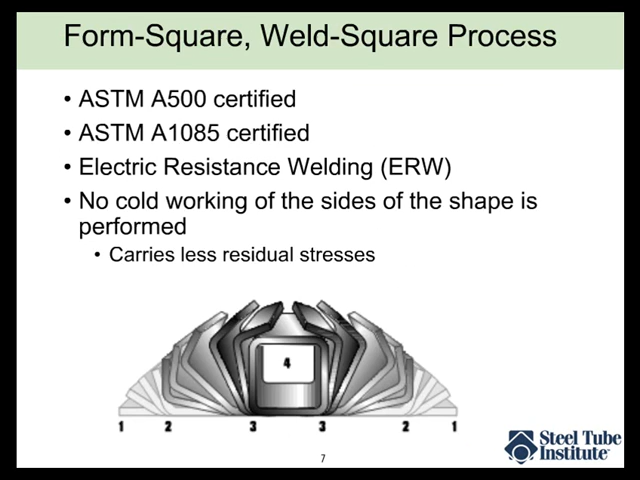 Form-Square, Weld-Square Process
• ASTM A500 certified
• ASTM A1085 certified
• Electric Resistance Welding (ERW)
• No cold working of the sides of the shape is
performed
• Carries less residual stresses
4
1 2 3 3 2 1
Steel Tube
Institute
7